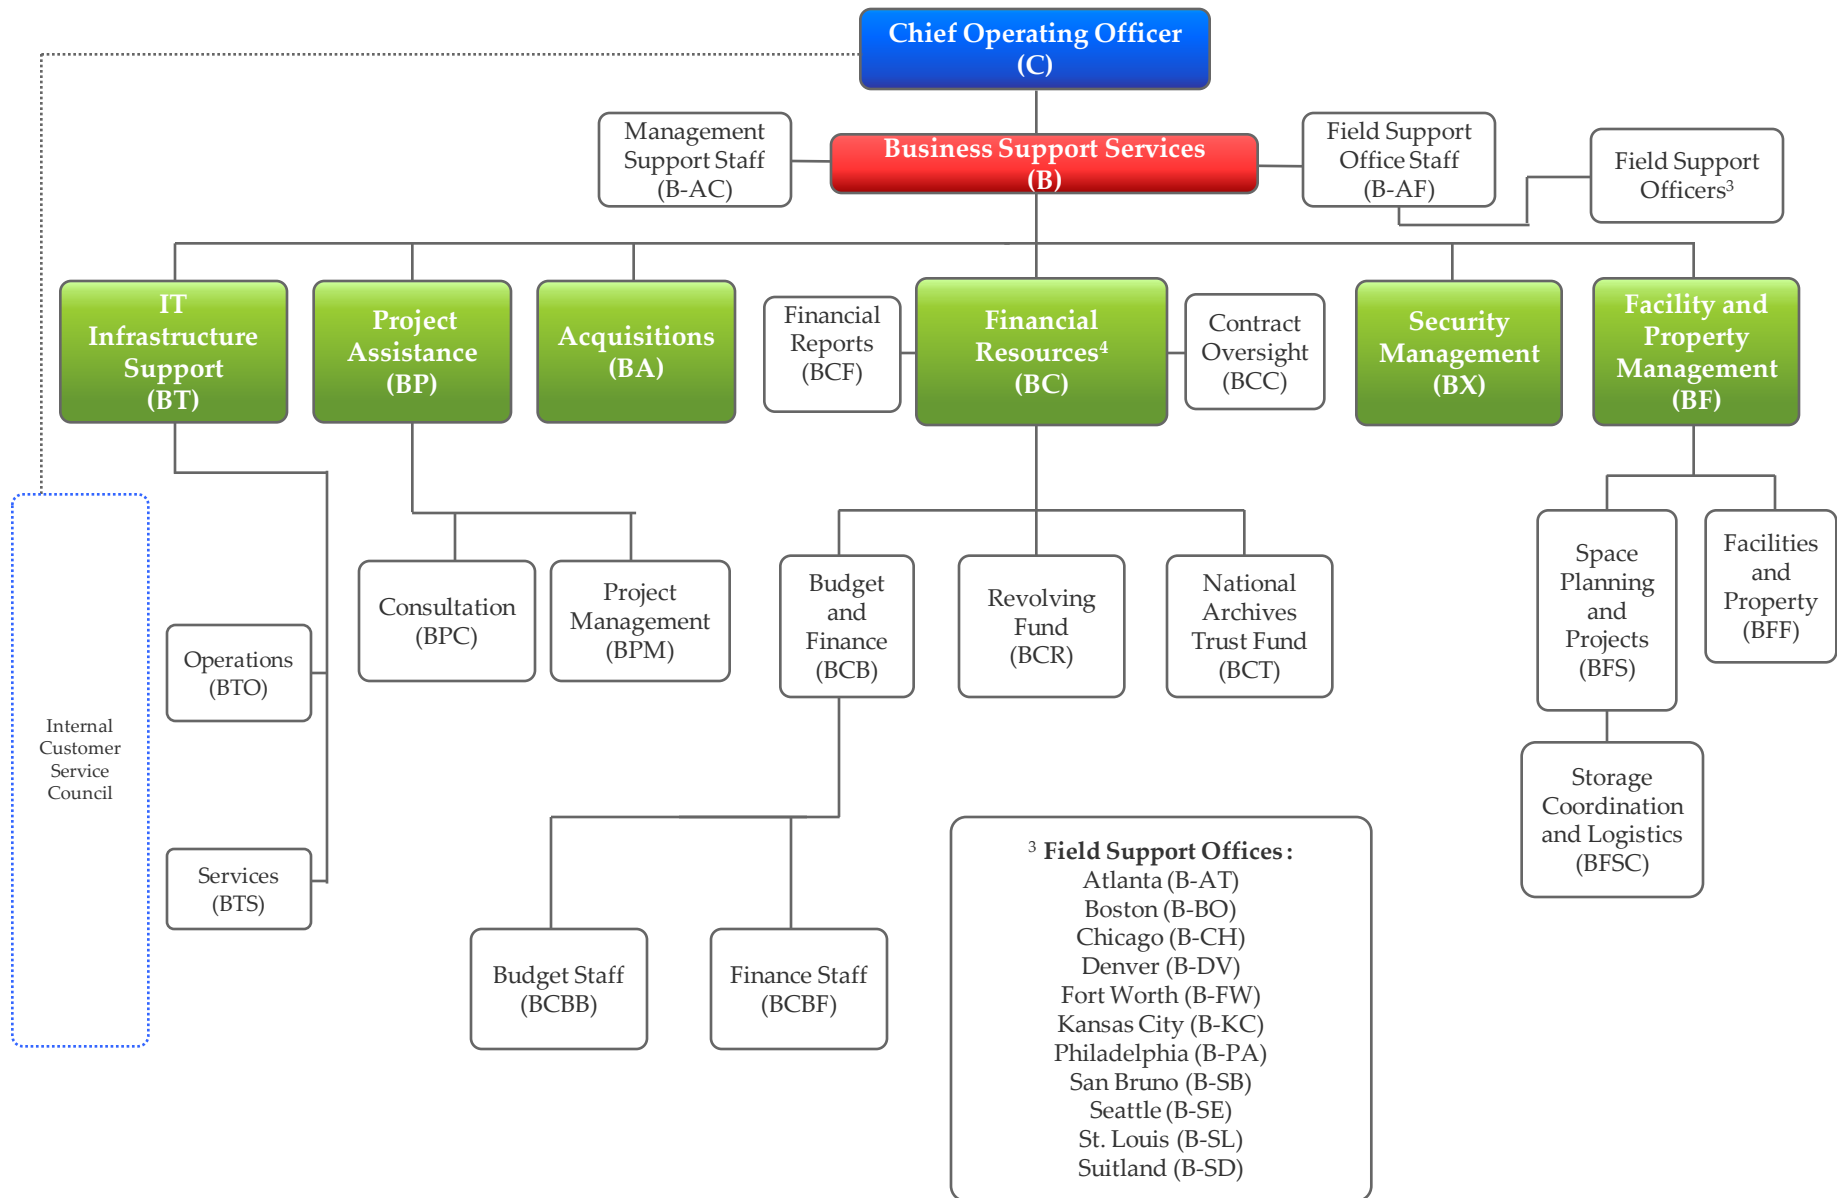 Chief Operating Officer
(C)
Management
Support Staff
(B-AC)
Business Support Services
(B)
Field Support
Office Staff
(B-AF)
Field Support
Officers³
IT
Infrastructure
Support
(BT)
Project
Assistance
(BP)
Acquisitions
(BA)
Financial
Reports
(BCF)
Financial
Resources⁴
(BC)
Contract
Oversight
(BCC)
Security
Management
(BX)
Facility and
Property
Management
(BF)
Internal
Customer
Service
Council
Operations
(BTO)
Services
(BTS)
Consultation
(BPC)
Project
Management
(BPM)
Budget
and
Finance
(BCB)
Revolving
Fund
(BCR)
National
Archives
Trust Fund
(BCT)
Space
Planning
and
Projects
(BFS)
Facilities
and
Property
(BFF)
Storage
Coordination
and Logistics
(BFSC)
Budget Staff
(BCBB)
Finance Staff
(BCBF)
³ Field Support Offices:
Atlanta (B-AT)
Boston (B-BO)
Chicago (B-CH)
Denver (B-DV)
Fort Worth (B-FW)
Kansas City (B-KC)
Philadelphia (B-PA)
San Bruno (B-SB)
Seattle (B-SE)
St. Louis (B-SL)
Suitland (B-SD)